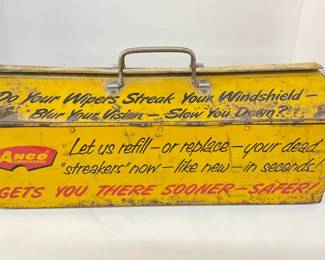 Do Your Wipers Streak Your Windshield —
Blur Your Vision — Slow You Down?
ANCO
Let us refill — or replace — your dead
"streakers" now — like new — in seconds!
GETS YOU THERE SOONER — SAFER!